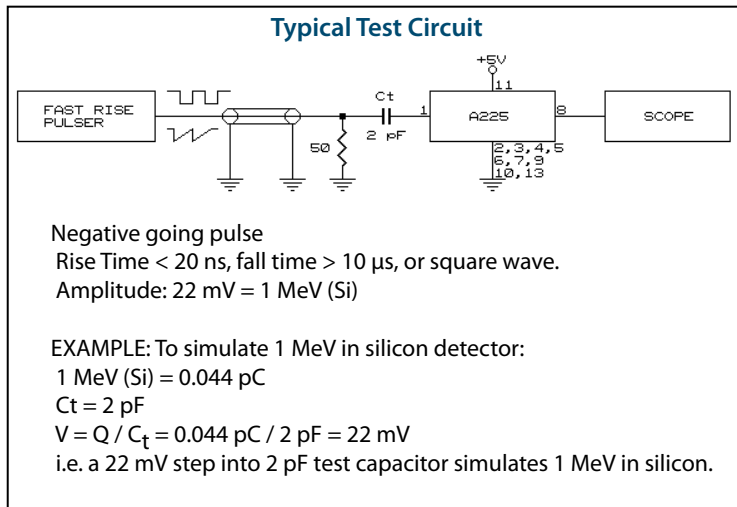 Typical Test Circuit
+5V
11
FAST RISE
PULSER
Ct
2 pF
50
1
A225
8
SCOPE
2,3,4,5
6,7,9
10,13
Negative going pulse
Rise Time < 20 ns, fall time > 10 µs, or square wave.
Amplitude: 22 mV = 1 MeV (Si)
EXAMPLE: To simulate 1 MeV in silicon detector:
1 MeV (Si) = 0.044 pC
Ct = 2 pF
V = Q / Ct = 0.044 pC / 2 pF = 22 mV
i.e. a 22 mV step into 2 pF test capacitor simulates 1 MeV in silicon.